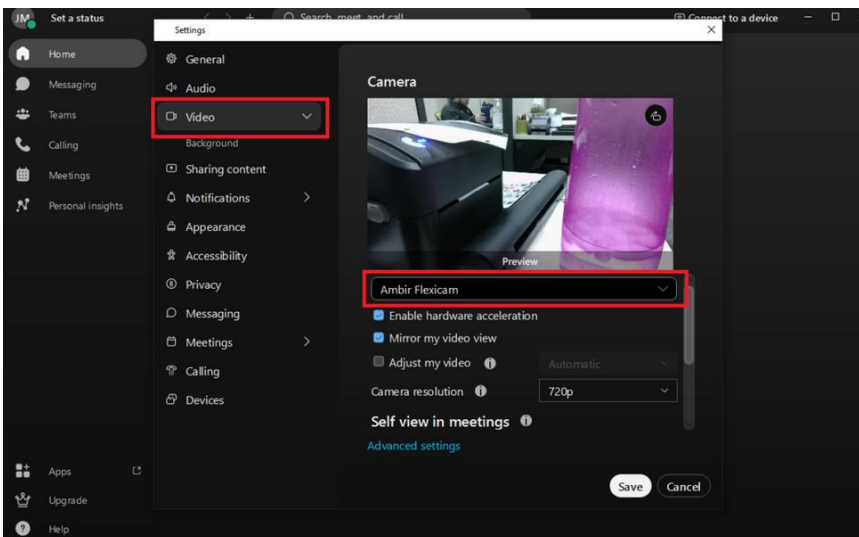 JM Set a status
Search, meet, and call
Connect to a device
Home
Messaging
Teams
Calling
Meetings
Personal insights
Apps
Upgrade
Help
Settings
General
Audio
Video
Background
Sharing content
Notifications
Appearance
Accessibility
Privacy
Messaging
Meetings
Calling
Devices
Camera
Preview
Ambir Flexicam
Enable hardware acceleration
Mirror my video view
Adjust my video
Automatic
Camera resolution
720p
Self view in meetings
Advanced settings
Save
Cancel